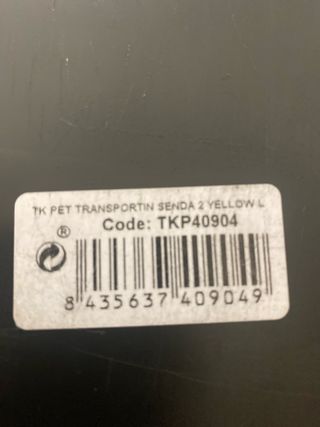 TK PET TRANSPORTIN SENDA 2 YELLOW L
Code: TKP40904
®
8 435637 409049